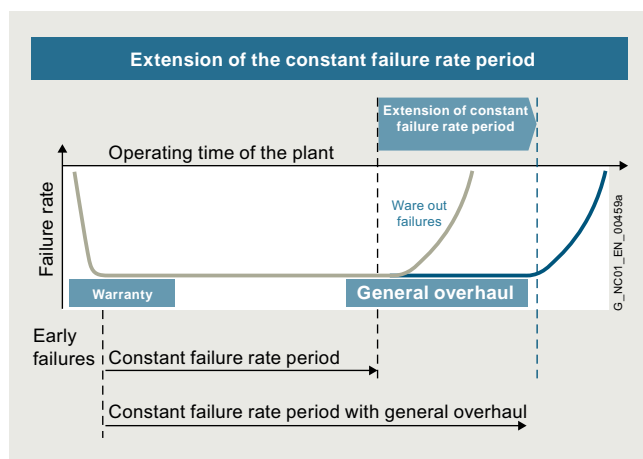 Extension of the constant failure rate period
Extension of constant
failure rate period
Operating time of the plant
Failure rate
Ware out
failures
G_NC01_EN_00459a
Warranty
General overhaul
Early
failures
Constant failure rate period
Constant failure rate period with general overhaul